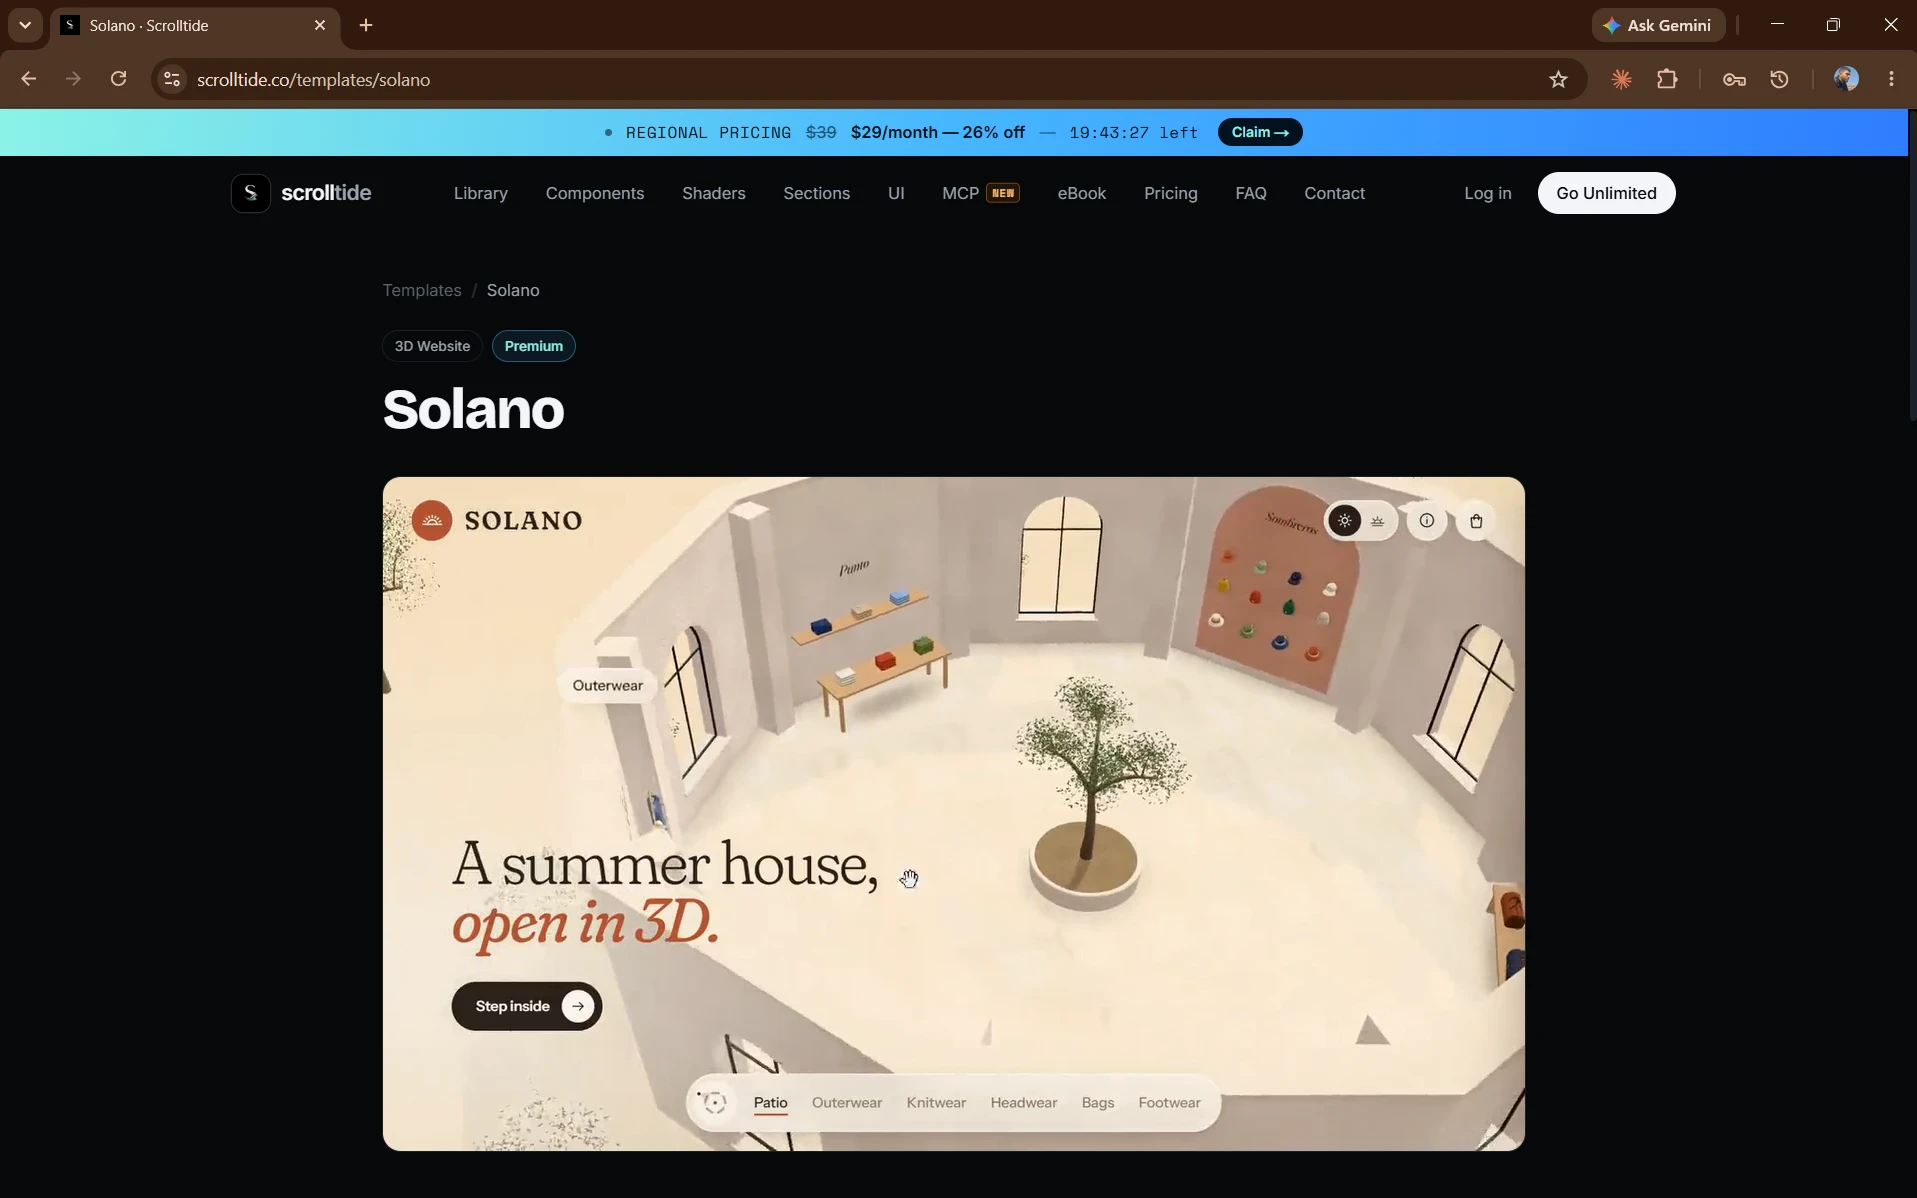 Solano · Scrolltide
Ask Gemini
scrolltide.co/templates/solano
REGIONAL PRICING $39 $29/month — 26% off — 19:43:27 left Claim →
S scrolltide Library Components Shaders Sections UI MCP NEW eBook Pricing FAQ Contact Log in Go Unlimited
Templates / Solano
3D Website Premium
Solano
SOLANO
Sombreros
Punto
Outerwear
A summer house,
open in 3D.
Step inside →
Patio Outerwear Knitwear Headwear Bags Footwear